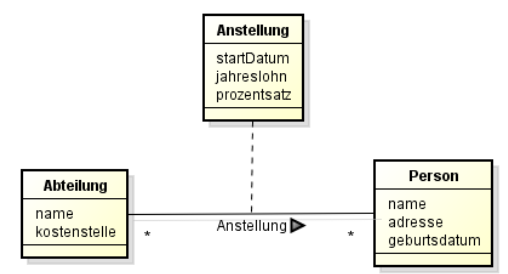 Anstellung
startDatum
jahreslohn
prozentsatz
Abteilung
name
kostenstelle
*
Anstellung
*
Person
name
adresse
geburtsdatum